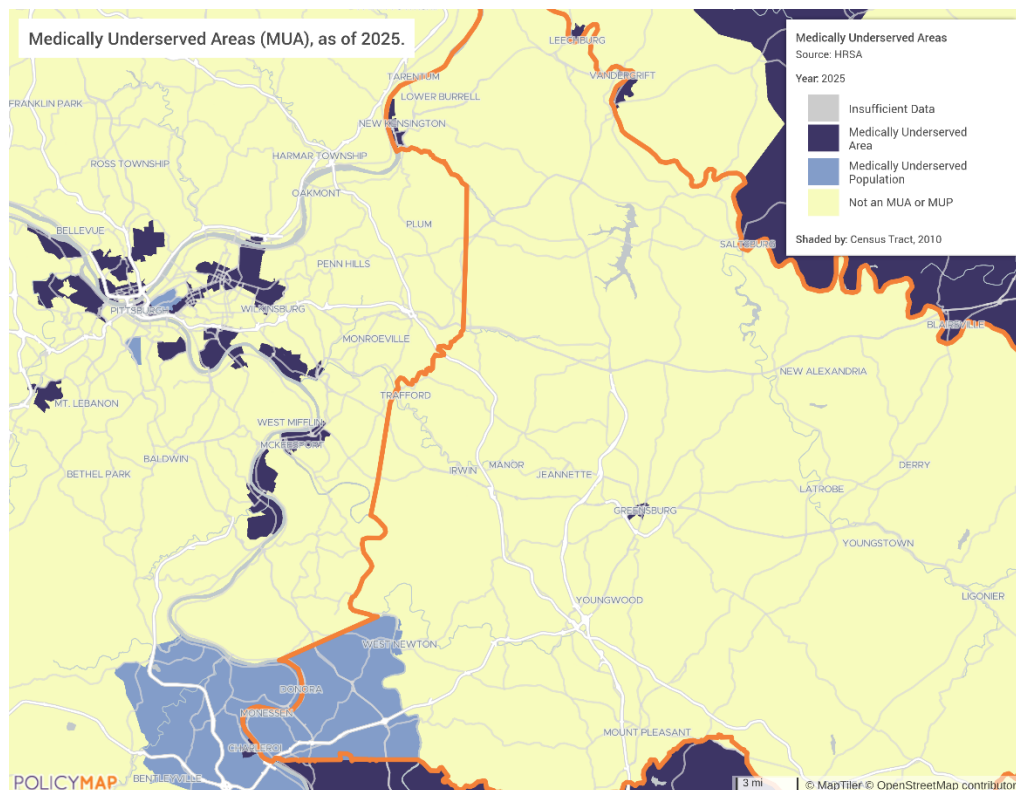 Medically Underserved Areas (MUA), as of 2025.
Medically Underserved Areas
Source: HRSA
Year: 2025
Insufficient Data
Medically Underserved
Area
Medically Underserved
Population
Not an MUA or MUP
Shaded by: Census Tract, 2010
LEECHBURG
TARENTUM
VANDERGRIFT
FRANKLIN PARK
LOWER BURRELL
NEW KENSINGTON
ROSS TOWNSHIP
HARMAR TOWNSHIP
OAKMONT
PLUM
BELLEVUE
SALTSBURG
PENN HILLS
PITTSBURGH
WILKINSBURG
BLAIRSVILLE
MONROEVILLE
NEW ALEXANDRIA
TRAFFORD
MT. LEBANON
WEST MIFFLIN
MCKEESPORT
BALDWIN
BETHEL PARK
IRWIN
MANOR
JEANNETTE
DERRY
LATROBE
GREENSBURG
YOUNGSTOWN
LIGONIER
YOUNGWOOD
WEST NEWTON
DONORA
MONESSEN
MOUNT PLEASANT
CHARLEROI
BENTLEYVILLE
POLICYMAP
3 mi
© MapTiler © OpenStreetMap contributor